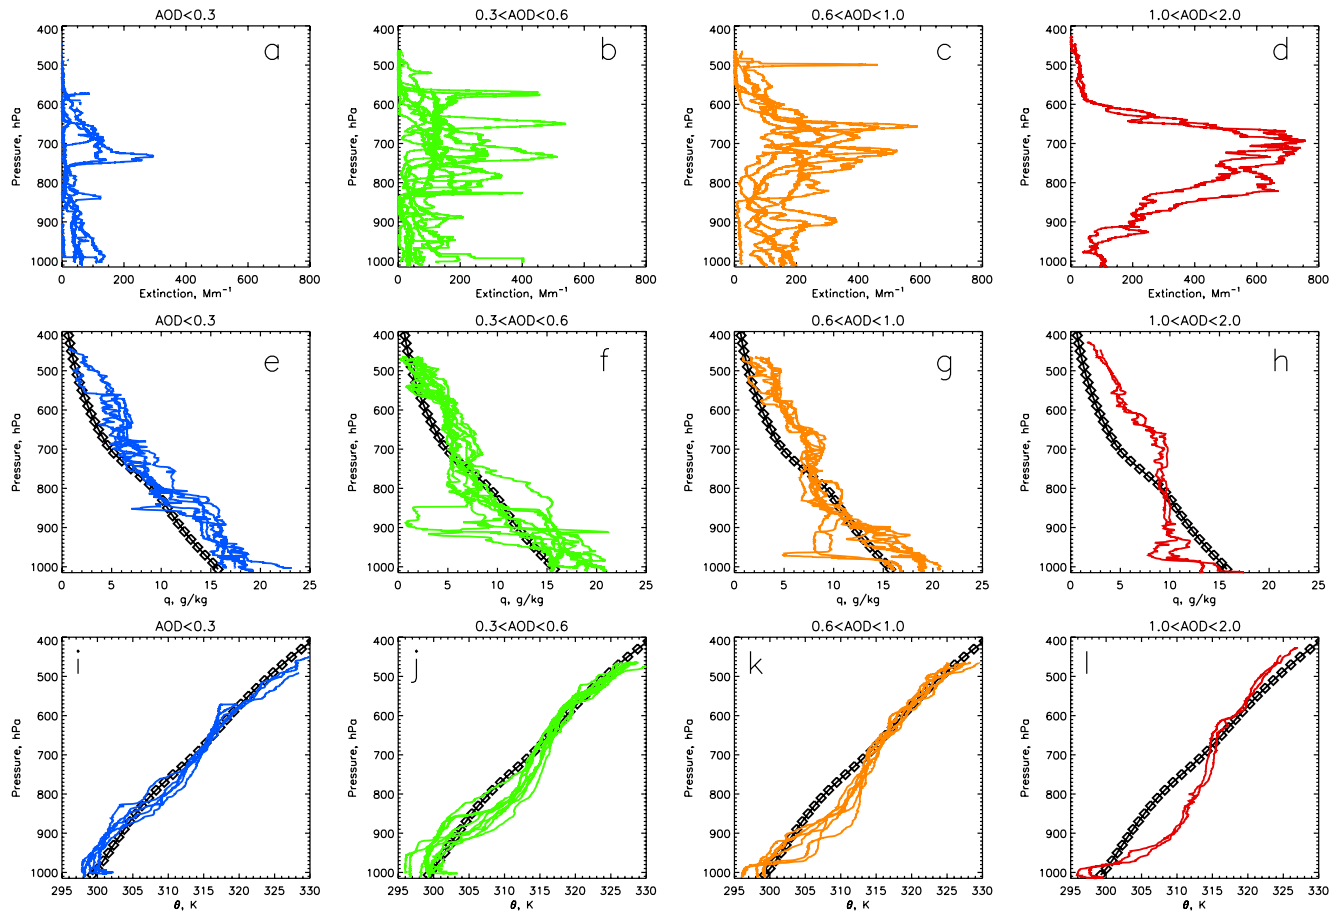 AOD<0.3 0.3<AOD<0.6 0.6<AOD<1.0 1.0<AOD<2.0
a b c d
400 400 400 400
500 500 500 500
600 600 600 600
700 700 700 700
800 800 800 800
900 900 900 900
1000 1000 1000 1000
Pressure, hPa Pressure, hPa Pressure, hPa Pressure, hPa
0 200 400 600 800 0 200 400 600 800 0 200 400 600 800 0 200 400 600 800
Extinction, Mm⁻¹ Extinction, Mm⁻¹ Extinction, Mm⁻¹ Extinction, Mm⁻¹
AOD<0.3 0.3<AOD<0.6 0.6<AOD<1.0 1.0<AOD<2.0
e f g h
400 400 400 400
500 500 500 500
600 600 600 600
700 700 700 700
800 800 800 800
900 900 900 900
1000 1000 1000 1000
Pressure, hPa Pressure, hPa Pressure, hPa Pressure, hPa
0 5 10 15 20 25 0 5 10 15 20 25 0 5 10 15 20 25 0 5 10 15 20 25
q, g/kg q, g/kg q, g/kg q, g/kg
AOD<0.3 0.3<AOD<0.6 0.6<AOD<1.0 1.0<AOD<2.0
i j k l
400 400 400 400
500 500 500 500
600 600 600 600
700 700 700 700
800 800 800 800
900 900 900 900
1000 1000 1000 1000
Pressure, hPa Pressure, hPa Pressure, hPa Pressure, hPa
295 300 305 310 315 320 325 330 295 300 305 310 315 320 325 330 295 300 305 310 315 320 325 330 295 300 305 310 315 320 325 330
θ, K θ, K θ, K θ, K